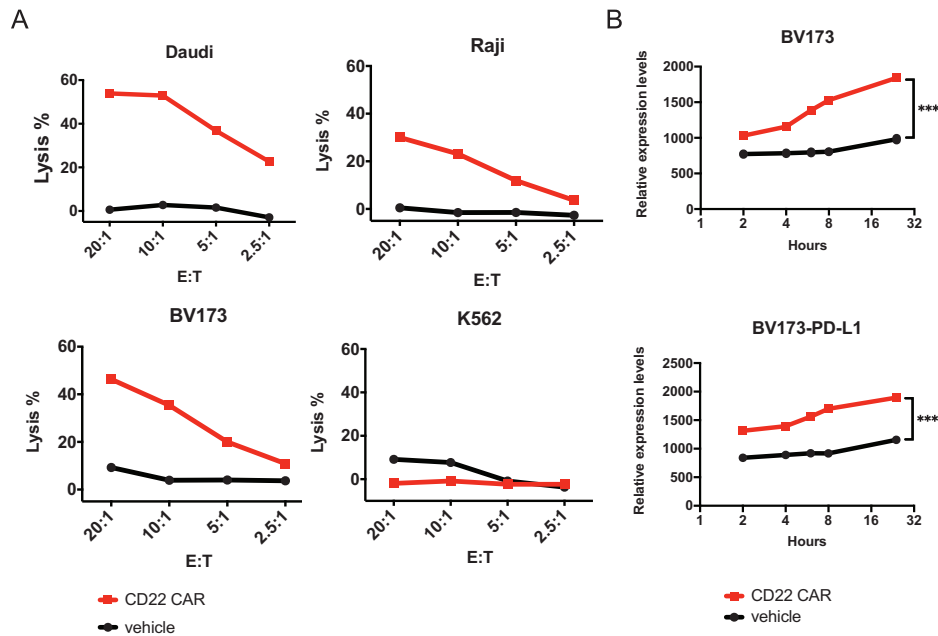 A
Daudi
Lysis %
60
40
20
0
20:1
10:1
5:1
2.5:1
E:T
Raji
Lysis %
60
40
20
0
20:1
10:1
5:1
2.5:1
E:T
BV173
Lysis %
60
40
20
0
20:1
10:1
5:1
2.5:1
E:T
K562
Lysis %
60
40
20
0
20:1
10:1
5:1
2.5:1
E:T
CD22 CAR
vehicle
B
BV173
Relative expression levels
2000
1500
1000
500
0
1 2 4 8 16 32
Hours
***
BV173-PD-L1
Relative expression levels
2500
2000
1500
1000
500
0
1 2 4 8 16 32
Hours
***
CD22 CAR
vehicle